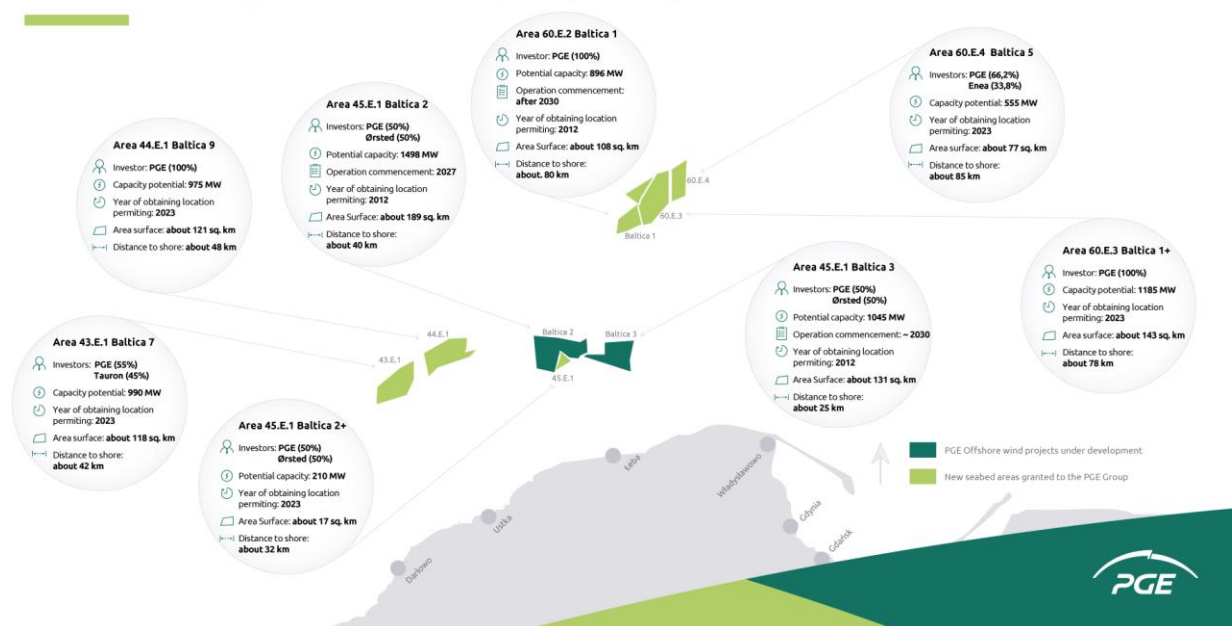 Area 60.E.2 Baltica 1
Investor: PGE (100%)
Potential capacity: 896 MW
Operation commencement:
after 2030
Year of obtaining location
permiting: 2012
Area Surface: about 108 sq. km
Distance to shore:
about. 80 km
Area 60.E.4 Baltica 5
Investors: PGE (66,2%)
Enea (33,8%)
Capacity potential: 555 MW
Year of obtaining location
permiting: 2023
Area Surface: about 77 sq. km
Distance to shore:
about 85 km
Area 45.E.1 Baltica 2
Investors: PGE (50%)
Ørsted (50%)
Potential capacity: 1498 MW
Operation commencement: 2027
Year of obtaining location
permiting: 2012
Area Surface: about 189 sq. km
Distance to shore:
about 40 km
Area 44.E.1 Baltica 9
Investor: PGE (100%)
Capacity potential: 975 MW
Year of obtaining location
permiting: 2023
Area surface: about 121 sq. km
Distance to shore: about 48 km
60.E.4
60.E.3
Baltica 1
Area 60.E.3 Baltica 1+
Investor: PGE (100%)
Capacity potential: 1185 MW
Year of obtaining location
permiting: 2023
Area surface: about 143 sq. km
Distance to shore:
about 78 km
Area 45.E.1 Baltica 3
Investors: PGE (50%)
Ørsted (50%)
Potential capacity: 1045 MW
Operation commencement: ~ 2030
Year of obtaining location
permiting: 2012
Area Surface: about 131 sq. km
Distance to shore:
about 25 km
44.E.1
43.E.1
Baltica 2
Baltica 3
45.E.1
Area 43.E.1 Baltica 7
Investors: PGE (55%)
Tauron (45%)
Capacity potential: 990 MW
Year of obtaining location
permiting: 2023
Area surface: about 118 sq. km
Distance to shore:
about 42 km
Area 45.E.1 Baltica 2+
Investors: PGE (50%)
Ørsted (50%)
Potential capacity: 210 MW
Year of obtaining location
permiting: 2023
Area Surface: about 17 sq. km
Distance to shore:
about 32 km
Darłowo
Ustka
Łeba
Władysławowo
Gdynia
Gdańsk
PGE Offshore wind projects under development
New seabed areas granted to the PGE Group
PGE